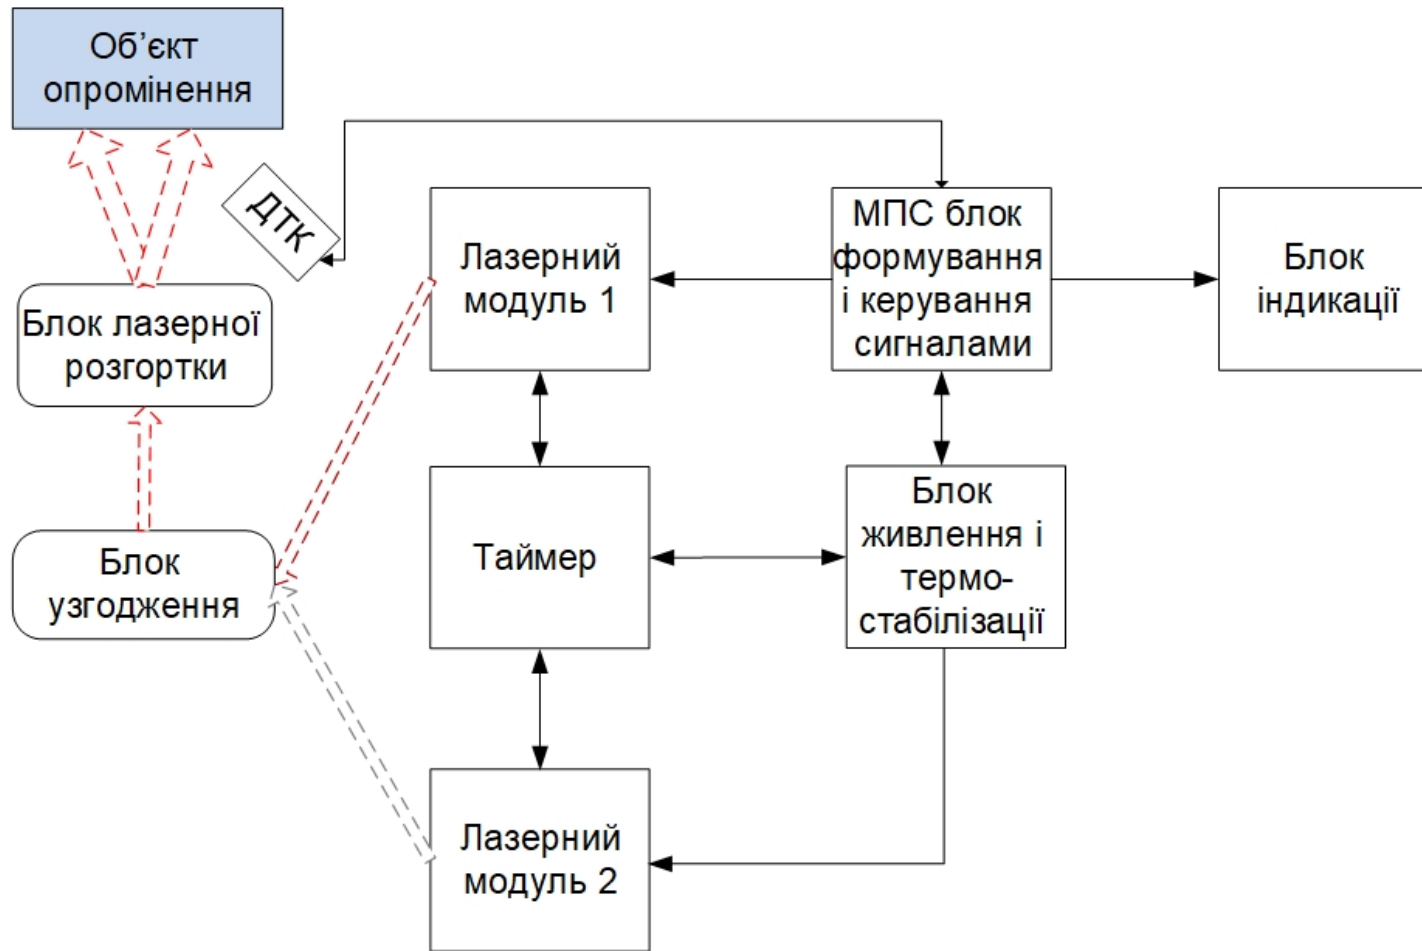 Об’єкт
опромінення
ДТК
Лазерний
модуль 1
МПС блок
формування
і керування
сигналами
Блок
індикації
Блок лазерної
розгортки
Блок
узгодження
Таймер
Блок
живлення і
термо-
стабілізації
Лазерний
модуль 2